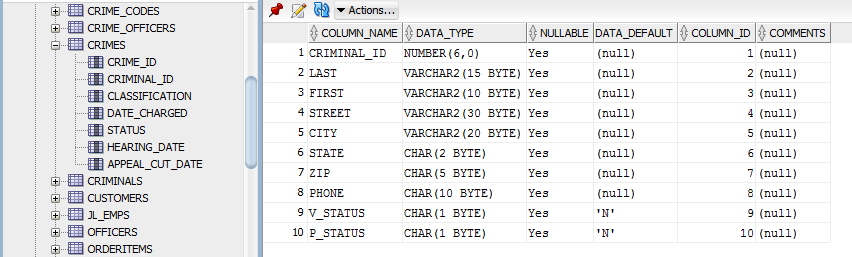 CRIME_CODES
CRIME_OFFICERS
CRIMES
CRIME_ID
CRIMINAL_ID
CLASSIFICATION
DATE_CHARGED
STATUS
HEARING_DATE
APPEAL_CUT_DATE
CRIMINALS
CUSTOMERS
JL_EMPS
OFFICERS
ORDERITEMS
Actions...
COLUMN_NAME DATA_TYPE NULLABLE DATA_DEFAULT COLUMN_ID COMMENTS
1 CRIMINAL_ID NUMBER(6,0) Yes (null) 1 (null)
2 LAST VARCHAR2(15 BYTE) Yes (null) 2 (null)
3 FIRST VARCHAR2(10 BYTE) Yes (null) 3 (null)
4 STREET VARCHAR2(30 BYTE) Yes (null) 4 (null)
5 CITY VARCHAR2(20 BYTE) Yes (null) 5 (null)
6 STATE CHAR(2 BYTE) Yes (null) 6 (null)
7 ZIP CHAR(5 BYTE) Yes (null) 7 (null)
8 PHONE CHAR(10 BYTE) Yes (null) 8 (null)
9 V_STATUS CHAR(1 BYTE) Yes 'N' 9 (null)
10 P_STATUS CHAR(1 BYTE) Yes 'N' 10 (null)